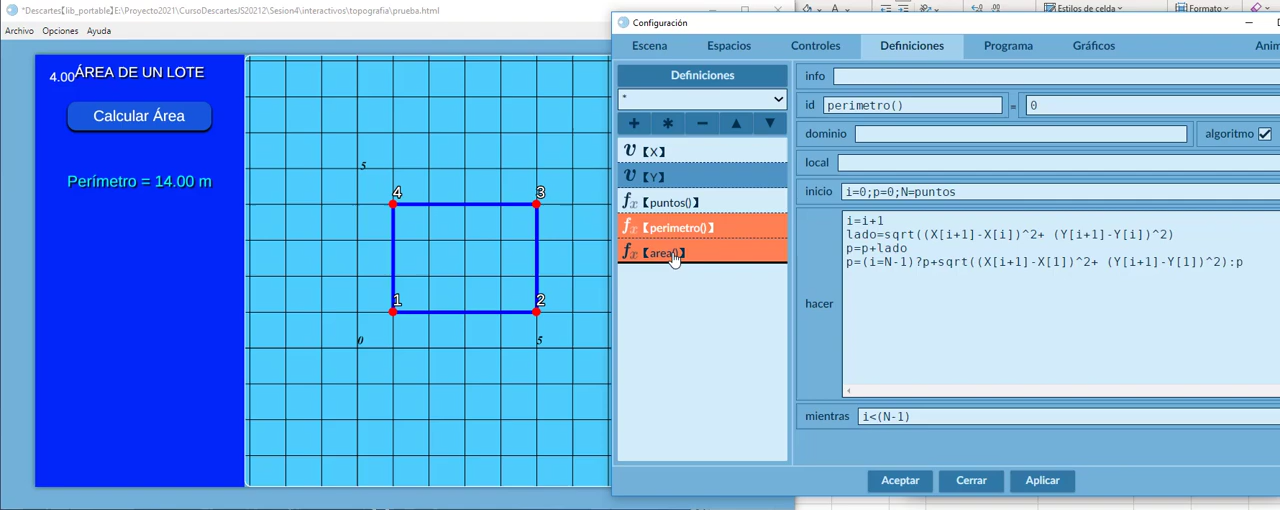 *Descartes【lib_portable】E:\Proyecto2021\CursoDescartesJS20212\Sesion4\interactivos\topografia\prueba.html
Archivo Opciones Ayuda
4.00 ÁREA DE UN LOTE
Calcular Área
Perímetro = 14.00 m
5
4 3
1 2
0 5
Estilos de celda Formato
Configuración
Escena Espacios Controles Definiciones Programa Gráficos Anim
Definiciones
*
+ * −
v【X】
v【Y】
fx【puntos()】
fx【perimetro()】
fx【area()】
info
id perimetro() = 0
dominio algoritmo
local
inicio i=0;p=0;N=puntos
hacer
i=i+1
lado=sqrt((X[i+1]-X[i])^2+ (Y[i+1]-Y[i])^2)
p=p+lado
p=(i=N-1)?p+sqrt((X[i+1]-X[1])^2+ (Y[i+1]-Y[1])^2):p
mientras i<(N-1)
Aceptar Cerrar Aplicar